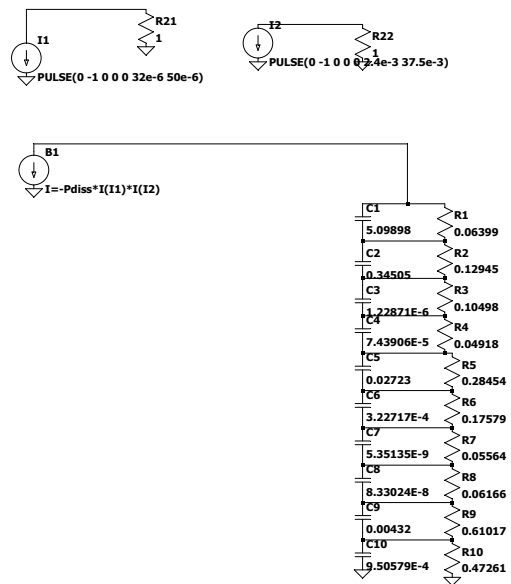 R21
1
I1
PULSE(0 -1 0 0 0 32e-6 50e-6)
I2
R22
1
PULSE(0 -1 0 0 0 2.4e-3 37.5e-3)
B1
I=-Pdiss*I(I1)*I(I2)
C1
5.09898
R1
0.06399
C2
0.34505
R2
0.12945
C3
1.22871E-6
R3
0.10498
C4
7.43906E-5
R4
0.04918
C5
0.02723
R5
0.28454
C6
3.22717E-4
R6
0.17579
C7
5.35135E-9
R7
0.05564
C8
8.33024E-8
R8
0.06166
C9
0.00432
R9
0.61017
C10
9.50579E-4
R10
0.47261